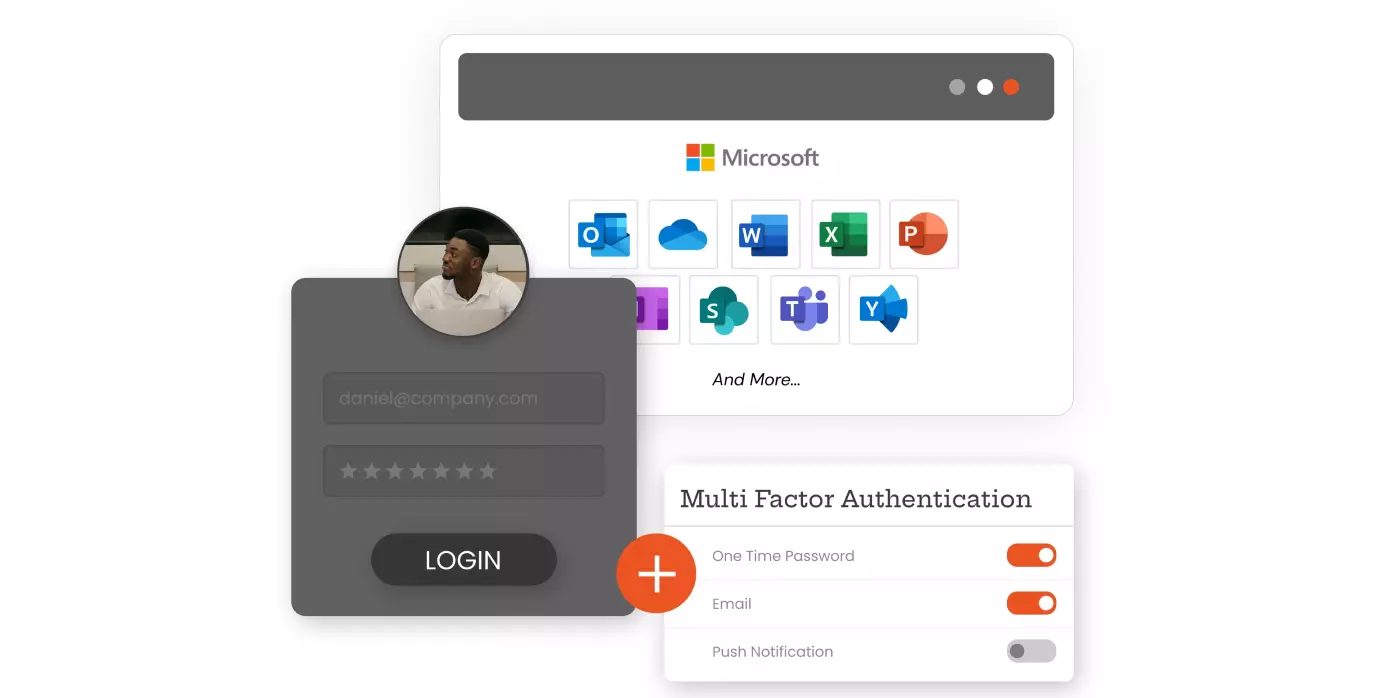 Microsoft
O
W
X
P
S
T
Y
And More...
daniel@company.com
LOGIN
Multi Factor Authentication
One Time Password
Email
Push Notification